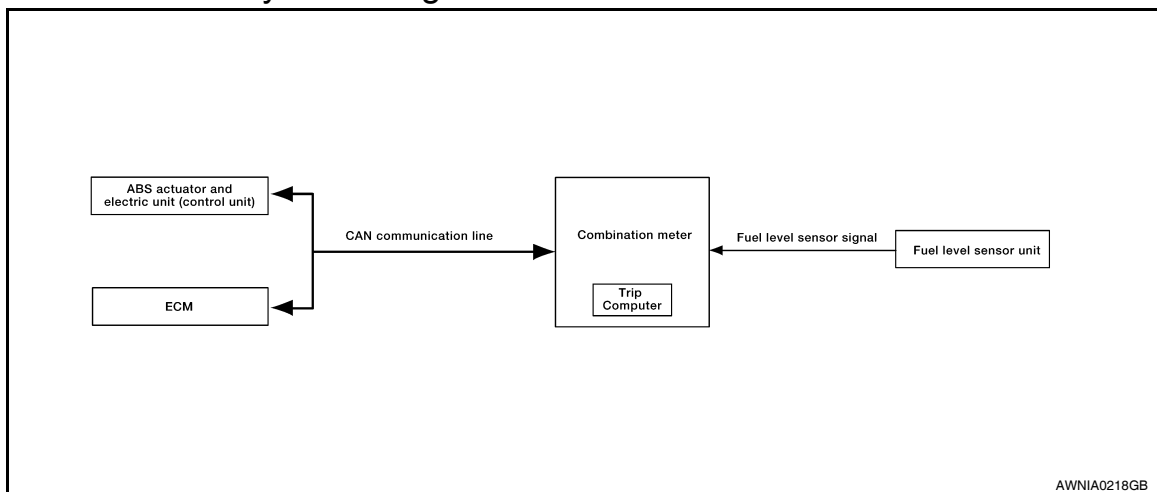 ABS actuator and
electric unit (control unit)
CAN communication line
ECM
Combination meter
Trip
Computer
Fuel level sensor signal
Fuel level sensor unit
AWNIA0218GB